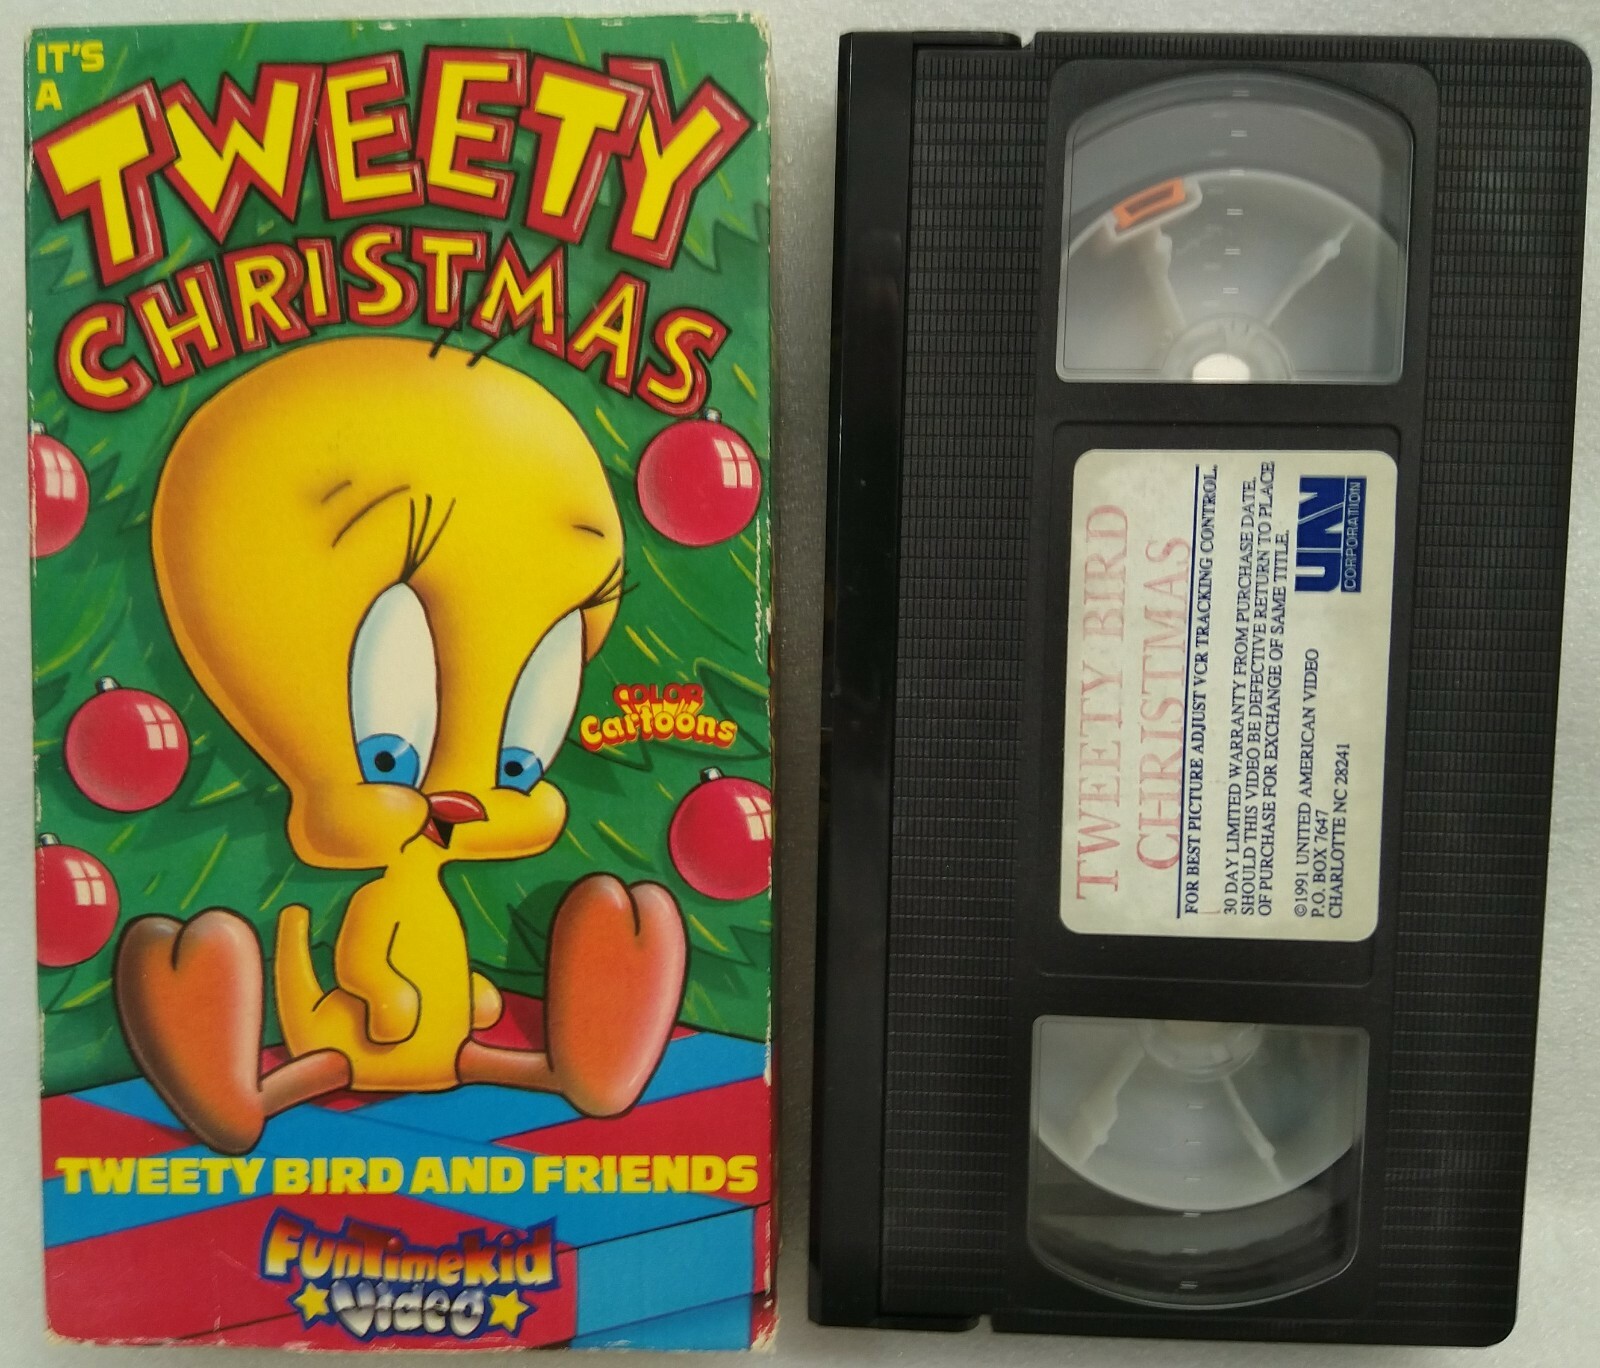 IT'S
A
TWEETY
CHRISTMAS
COLOR
Cartoons
TWEETY BIRD AND FRIENDS
FunTimeKid
Video
TWEETY BIRD
CHRISTMAS
FOR BEST PICTURE ADJUST VCR TRACKING CONTROL.
30 DAY LIMITED WARRANTY FROM PURCHASE DATE.
SHOULD THIS VIDEO BE DEFECTIVE RETURN TO PLACE
OF PURCHASE FOR EXCHANGE OF SAME TITLE.
©1991 UNITED AMERICAN VIDEO
P.O. BOX 7647
CHARLOTTE NC 28241
UAV
CORPORATION